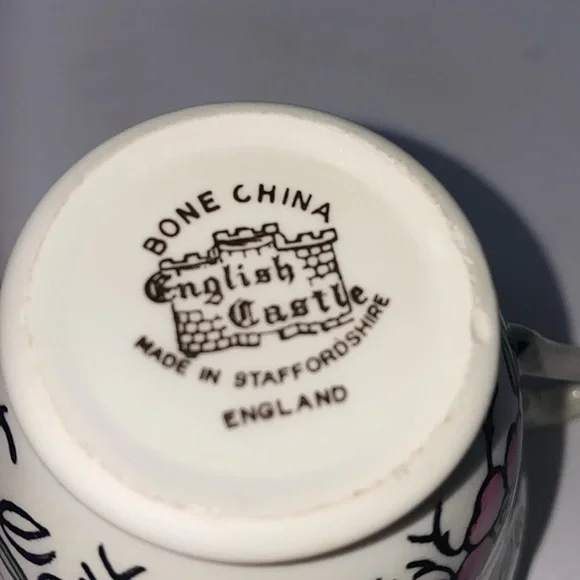 BONE CHINA
English
Castle
MADE IN STAFFORDSHIRE
ENGLAND